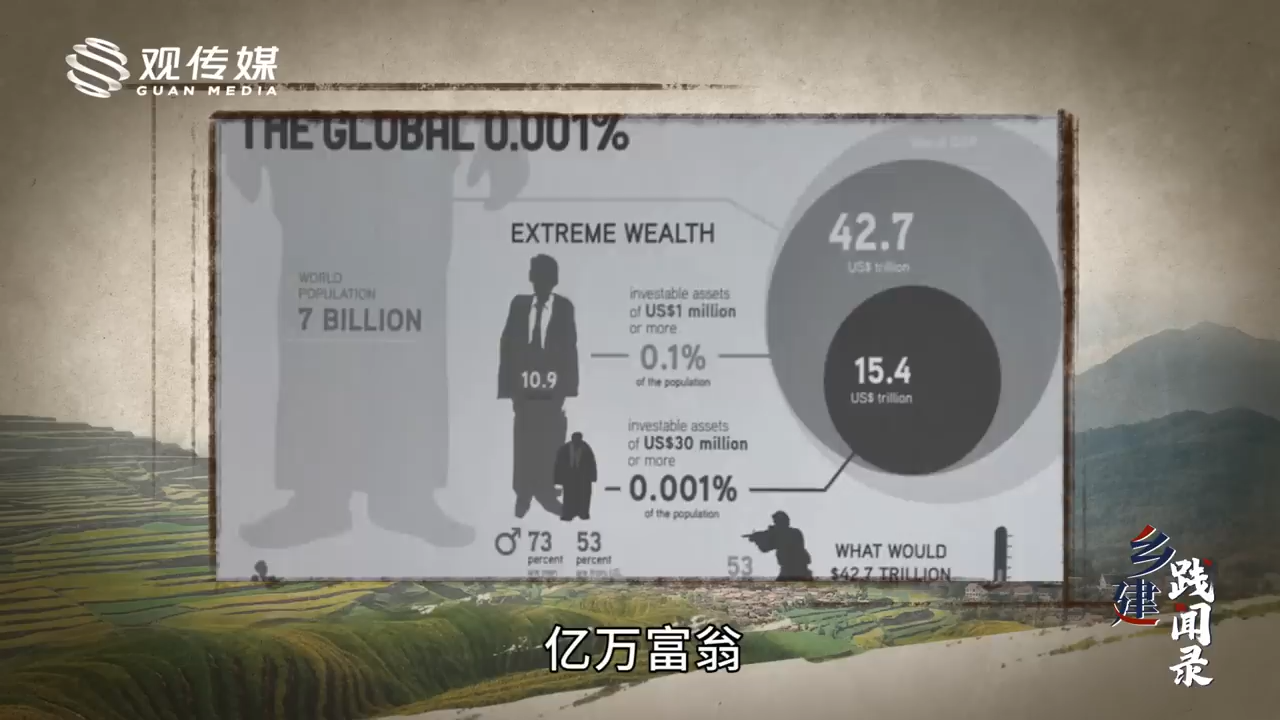 观传媒
GUAN MEDIA
THE GLOBAL 0.001%
42.7
US$ trillion
EXTREME WEALTH
WORLD
POPULATION
7 BILLION
investable assets
of US$1 million
or more
0.1%
of the population
10.9
15.4
US$ trillion
investable assets
of US$30 million
or more
0.001%
of the population
73
percent
53
percent
53
WHAT WOULD
$42.7 TRILLION
乡建
践闻录
亿万富翁